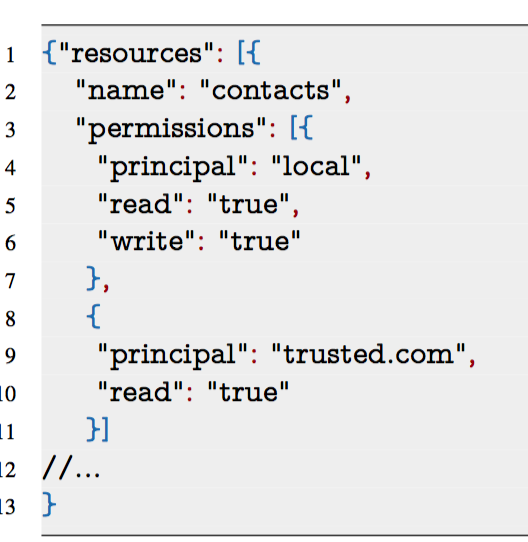 1 {"resources": [{
2 "name": "contacts",
3 "permissions": [{
4 "principal": "local",
5 "read": "true",
6 "write": "true"
7 },
8 {
9 "principal": "trusted.com",
10 "read": "true"
11 }]
12 //...
13 }